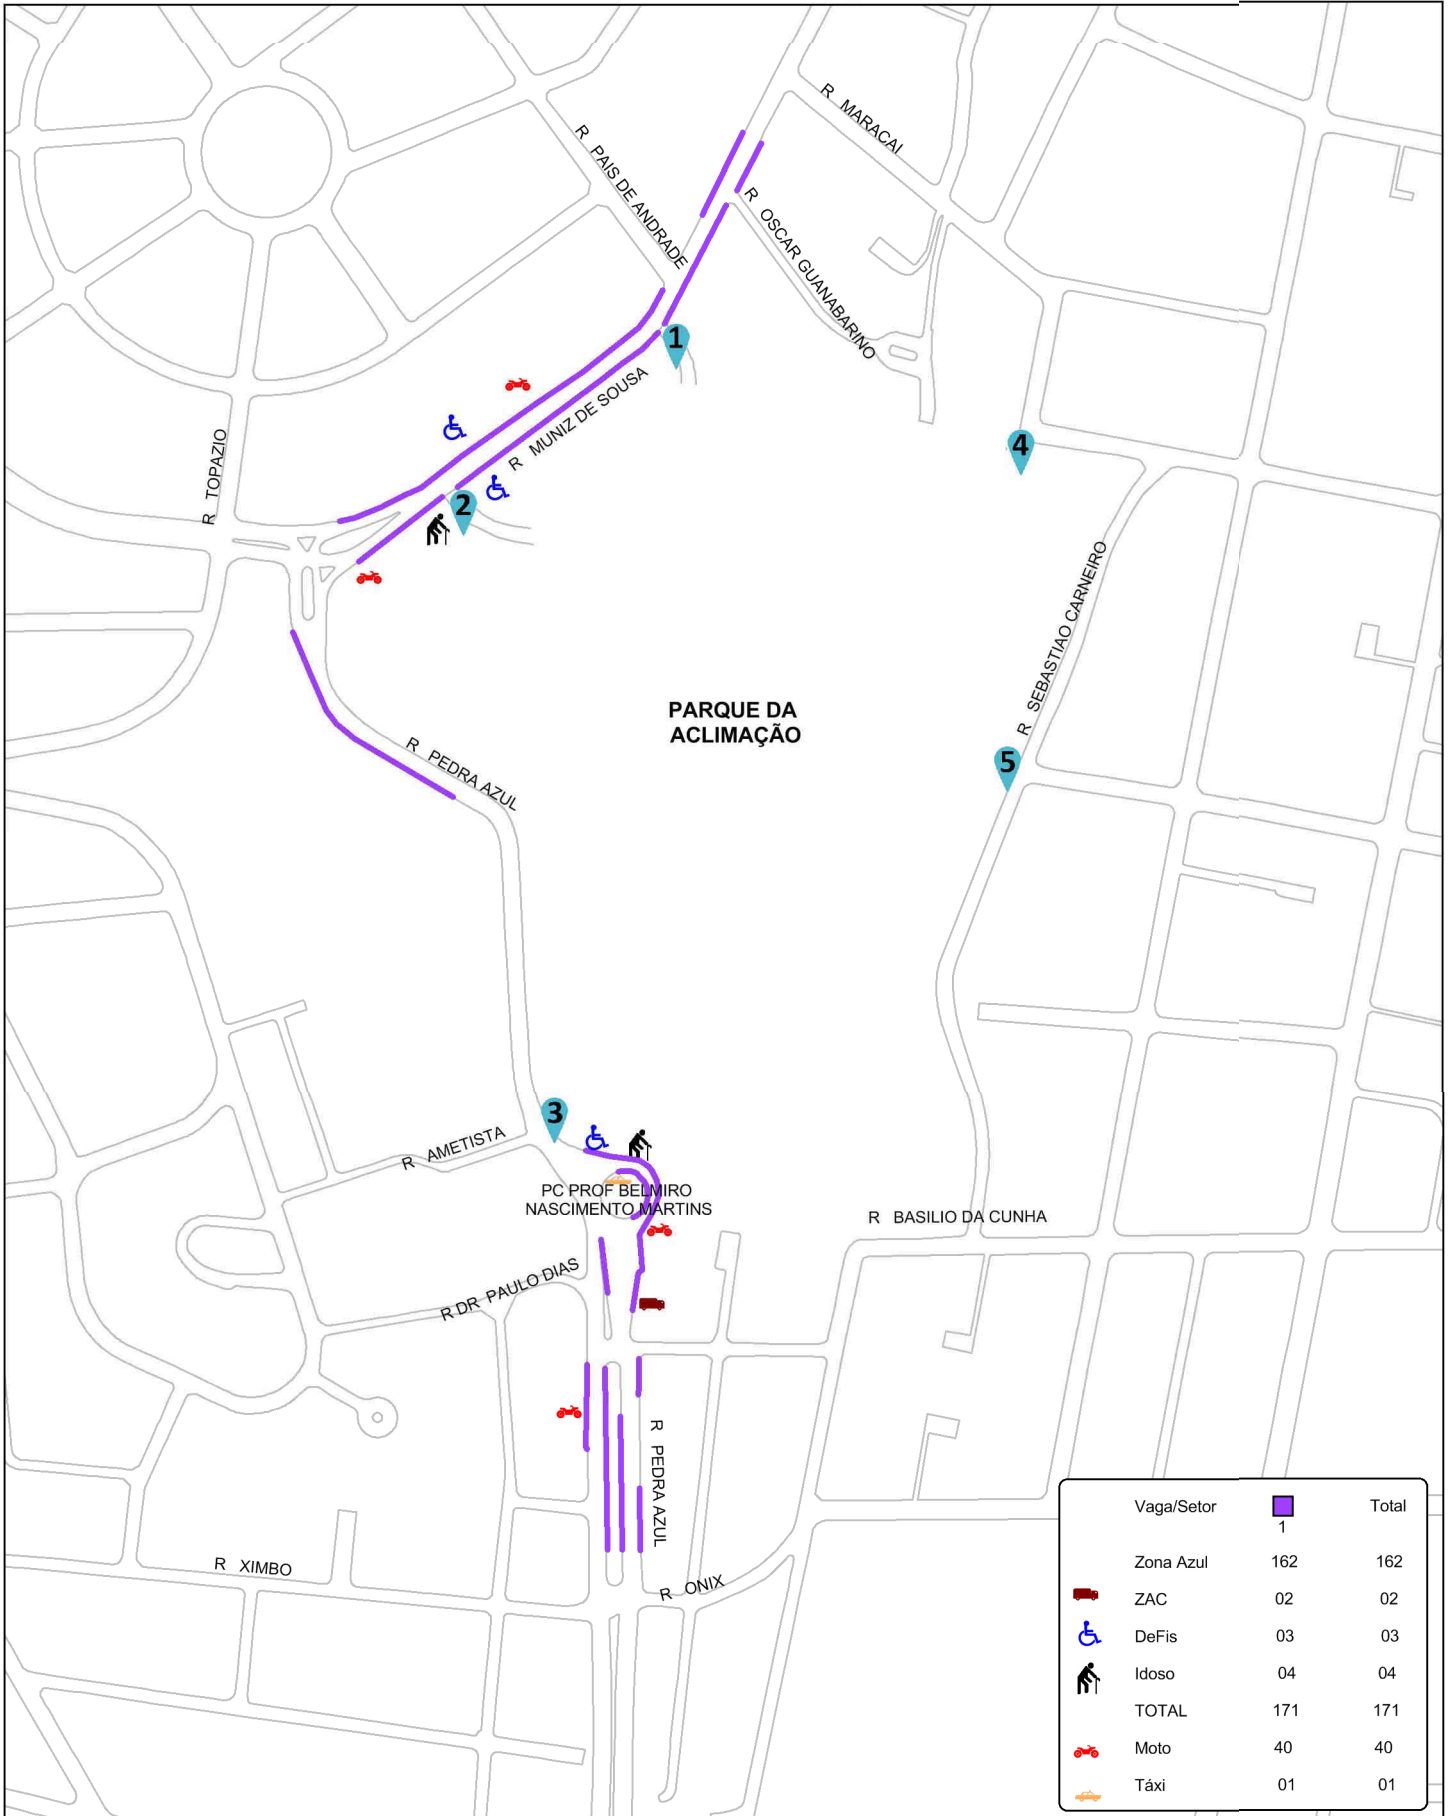 R MARACAI
R PAIS DE ANDRADE
R OSCAR GUANABARINO
1
R MUNIZ DE SOUSA
R TOPAZIO
4
2
R SEBASTIAO CARNEIRO
PARQUE DA
ACLIMAÇÃO
R PEDRA AZUL
5
3
R AMETISTA
PC PROF BELMIRO
NASCIMENTO MARTINS
R BASILIO DA CUNHA
R DR PAULO DIAS
R PEDRA AZUL
R XIMBO
R ONIX
Vaga/Setor 1 Total
Zona Azul 162 162
ZAC 02 02
DeFis 03 03
Idoso 04 04
TOTAL 171 171
Moto 40 40
Táxi 01 01